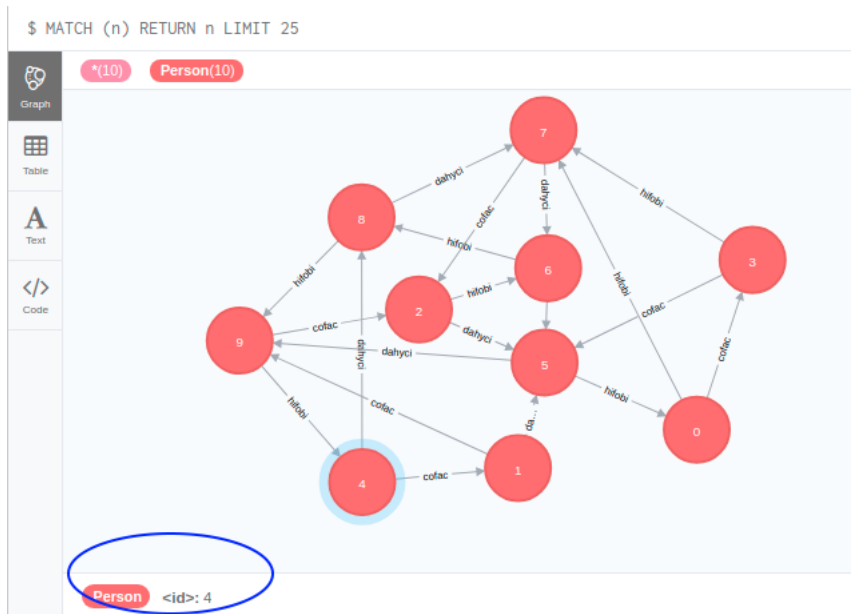 $ MATCH (n) RETURN n LIMIT 25
*(10) Person(10)
Graph
Table
A
Text
</>
Code
7
dahyci
8
dahyci
cofac
hifobi
hifobi
3
6
hifobi
hifobi
hifobi
2
cofac
cofac
9
dahyci
dahyci
dahyci
5
cofac
hifobi
hifobi
cofac
da...
0
4
cofac
1
Person <id>: 4